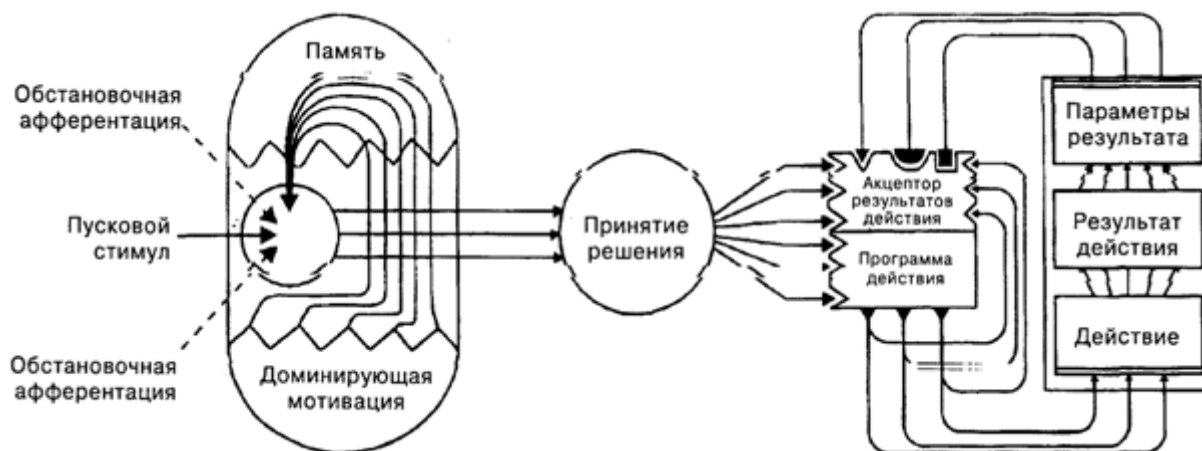 Память
Обстановочная
афферентация
Пусковой
стимул
Обстановочная
афферентация
Доминирующая
мотивация
Принятие
решения
Акцептор
результатов
действия
Программа
действия
Параметры
результата
Результат
действия
Действие